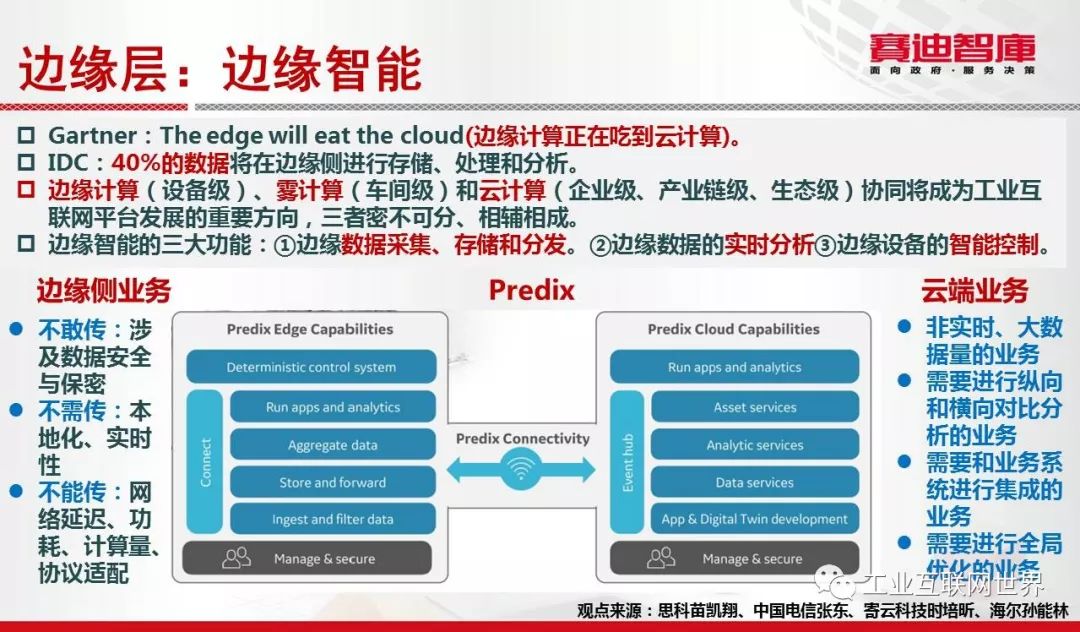 边缘层：边缘智能
赛迪智庫
面向政府·服务决策
Gartner：The edge will eat the cloud(边缘计算正在吃到云计算)。
IDC：40%的数据将在边缘侧进行存储、处理和分析。
边缘计算（设备级）、雾计算（车间级）和云计算（企业级、产业链级、生态级）协同将成为工业互
联网平台发展的重要方向，三者密不可分、相辅相成。
边缘智能的三大功能：①边缘数据采集、存储和分发。②边缘数据的实时分析③边缘设备的智能控制。
边缘侧业务
不敢传：涉
及数据安全
与保密
不需传：本
地化、实时
性
不能传：网
络延迟、功
耗、计算量、
协议适配
Predix
Predix Edge Capabilities
Deterministic control system
Connect
Run apps and analytics
Aggregate data
Store and forward
Ingest and filter data
Manage & secure
Predix Connectivity
Predix Cloud Capabilities
Run apps and analytics
Event hub
Asset services
Analytic services
Data services
App & Digital Twin development
Manage & secure
云端业务
非实时、大数
据量的业务
需要进行纵向
和横向对比分
析的业务
需要和业务系
统进行集成的
业务
需要进行全局
优化的业务
工业互联网世界
观点来源：思科苗凯翔、中国电信张东、寄云科技时培昕、海尔孙能林